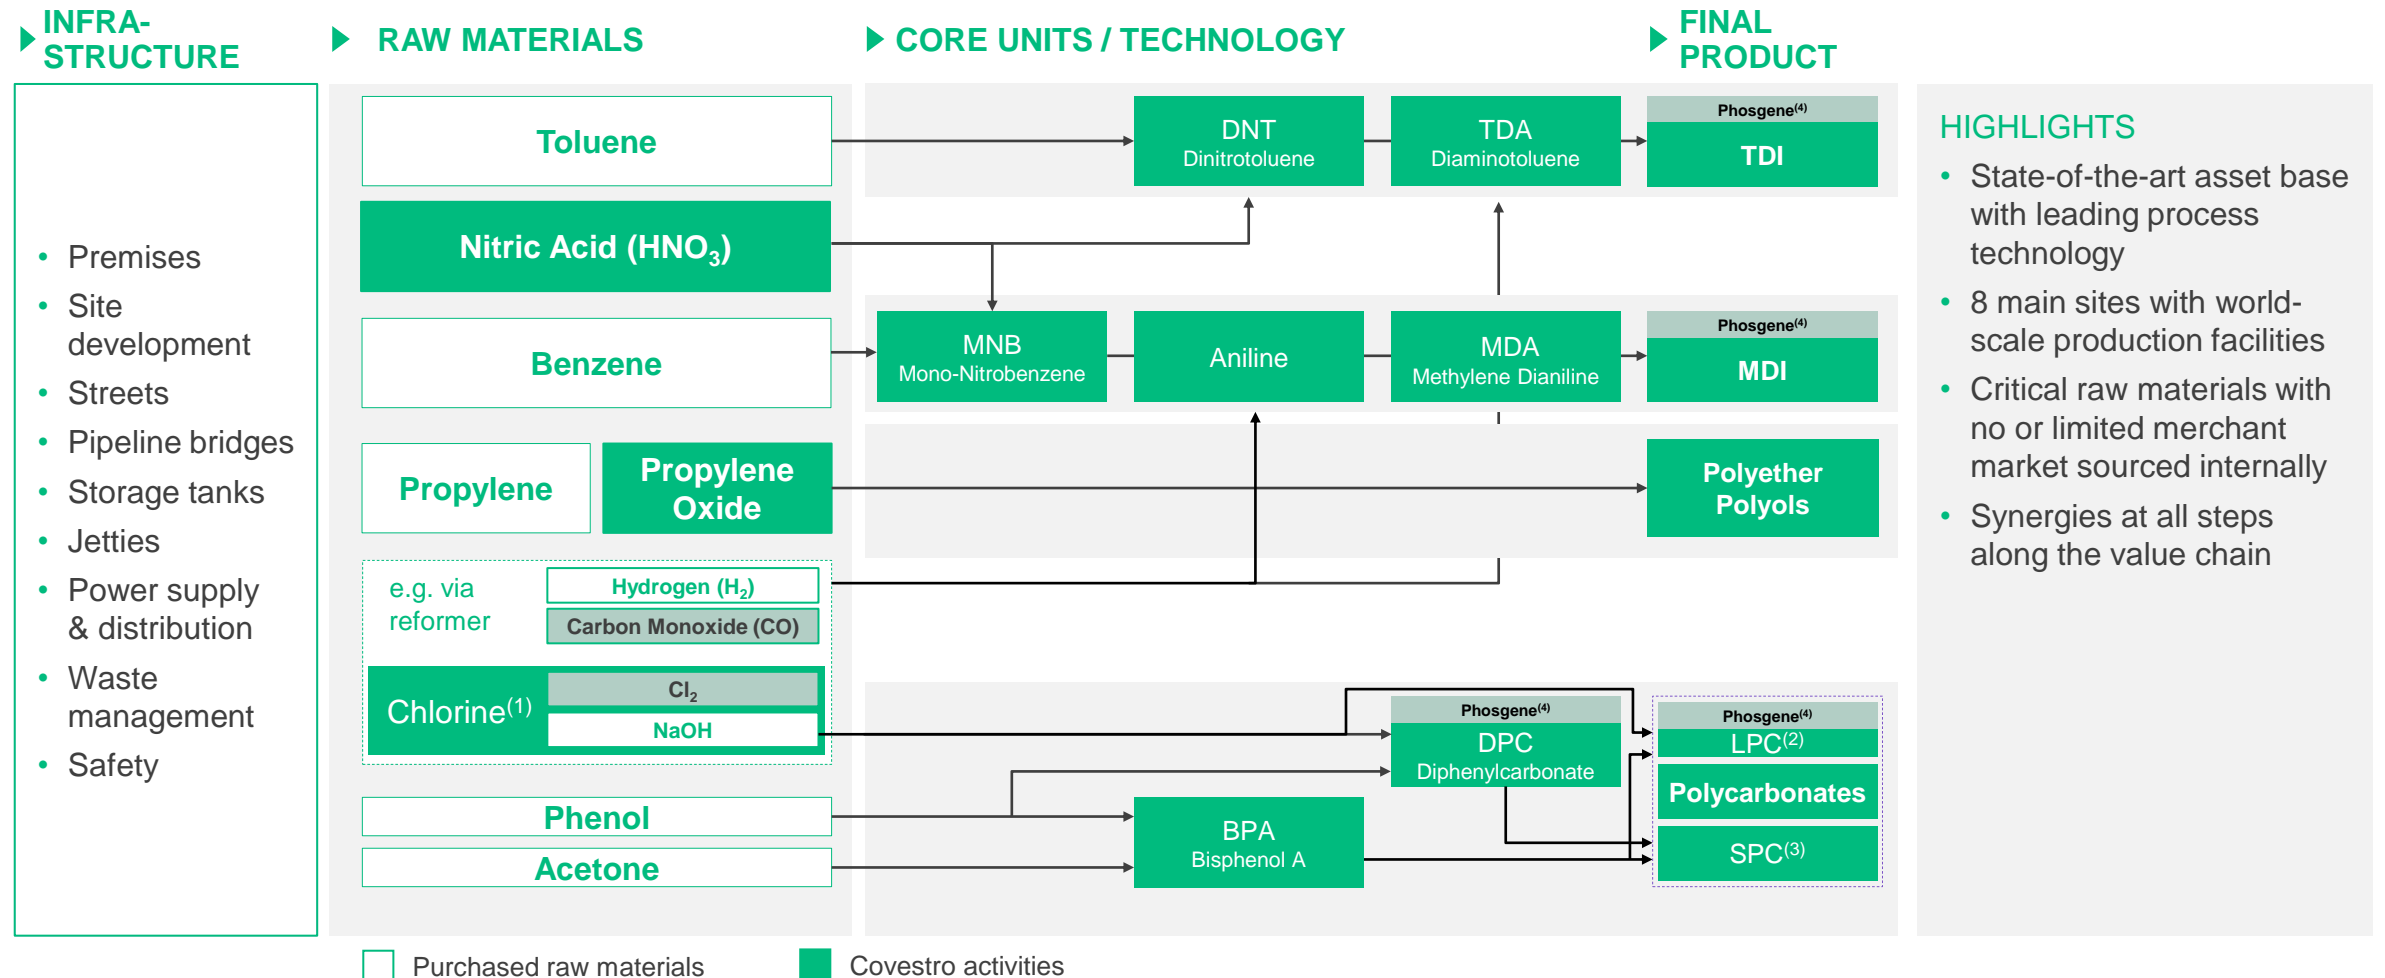 INFRA-
STRUCTURE
RAW MATERIALS
CORE UNITS / TECHNOLOGY
FINAL
PRODUCT
• Premises
• Site
development
• Streets
• Pipeline bridges
• Storage tanks
• Jetties
• Power supply
& distribution
• Waste
management
• Safety
Toluene
Nitric Acid (HNO₃)
Benzene
Propylene
Propylene
Oxide
e.g. via
reformer
Hydrogen (H₂)
Carbon Monoxide (CO)
Chlorine⁽¹⁾
Cl₂
NaOH
Phenol
Acetone
DNT
Dinitrotoluene
TDA
Diaminotoluene
Phosgene⁽⁴⁾
TDI
MNB
Mono-Nitrobenzene
Aniline
MDA
Methylene Dianiline
Phosgene⁽⁴⁾
MDI
Polyether
Polyols
Phosgene⁽⁴⁾
DPC
Diphenylcarbonate
BPA
Bisphenol A
Phosgene⁽⁴⁾
LPC⁽²⁾
Polycarbonates
SPC⁽³⁾
HIGHLIGHTS
• State-of-the-art asset base
with leading process
technology
• 8 main sites with world-
scale production facilities
• Critical raw materials with
no or limited merchant
market sourced internally
• Synergies at all steps
along the value chain
Purchased raw materials
Covestro activities